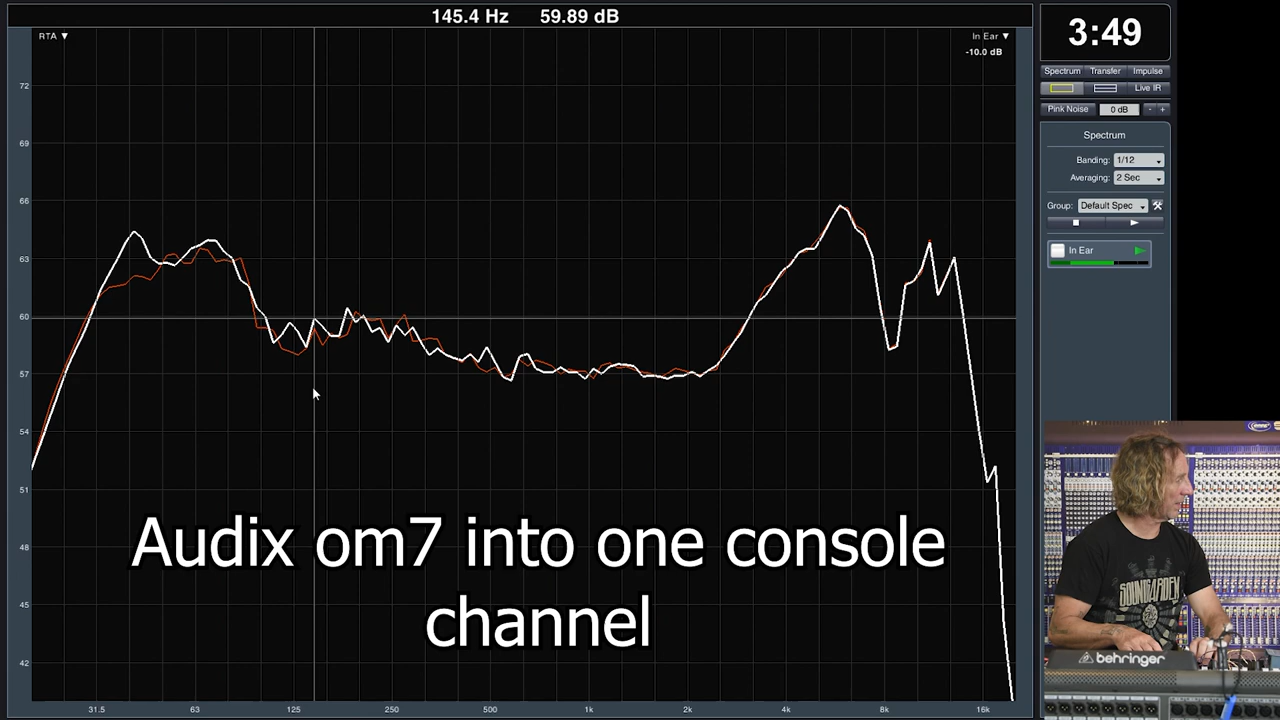 145.4 Hz 59.89 dB
RTA ▼
In Ear ▼
-10.0 dB
72
69
66
63
60
57
54
51
48
45
42
31.5 63 125 250 500 1k 2k 4k 8k 16k
Audix om7 into one console
channel
3:49
Spectrum Transfer Impulse
Live IR
Pink Noise 0 dB - +
Spectrum
Banding: 1/12
Averaging: 2 Sec
Group: Default Spec
In Ear
SOUNDGARDEN
behringer